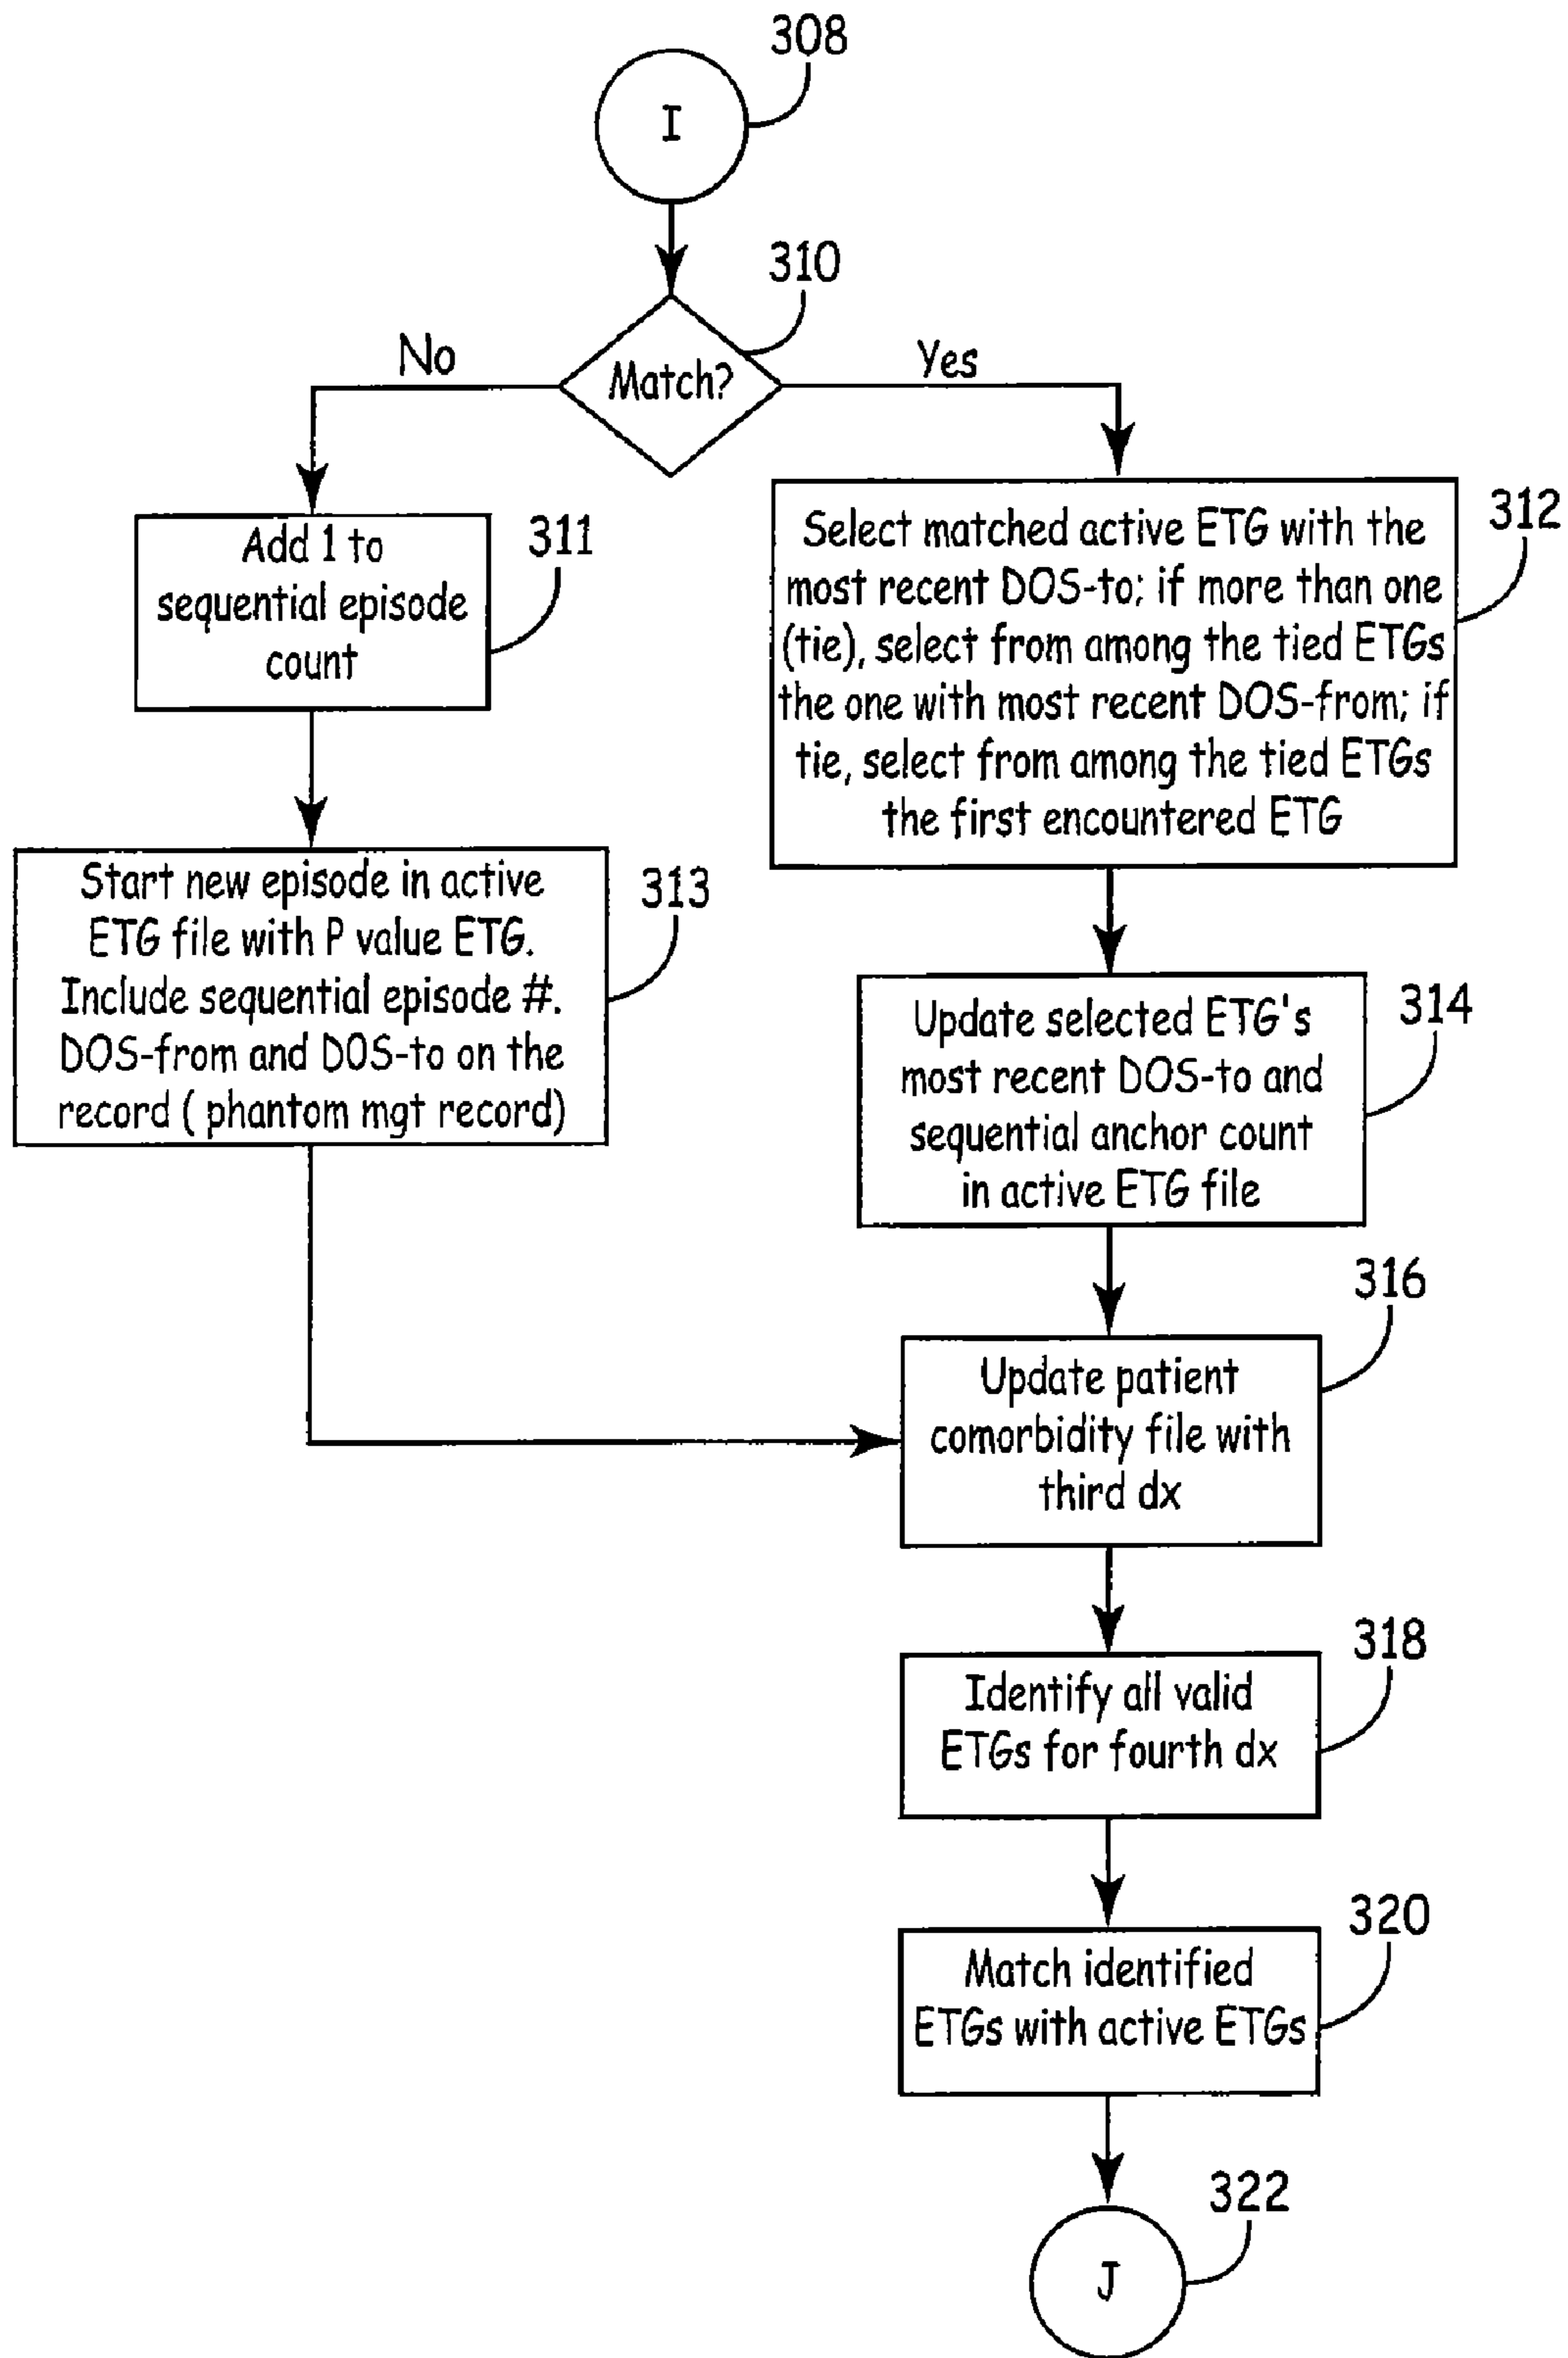 308
I
310
No
Yes
Match?
311
Add 1 to
sequential episode
count
312
Select matched active ETG with the
most recent DOS-to; if more than one
(tie), select from among the tied ETGs
the one with most recent DOS-from; if
tie, select from among the tied ETGs
the first encountered ETG
313
Start new episode in active
ETG file with P value ETG.
Include sequential episode #.
DOS-from and DOS-to on the
record ( phantom mgt record)
314
Update selected ETG's
most recent DOS-to and
sequential anchor count
in active ETG file
316
Update patient
comorbidity file with
third dx
318
Identify all valid
ETGs for fourth dx
320
Match identified
ETGs with active ETGs
322
J